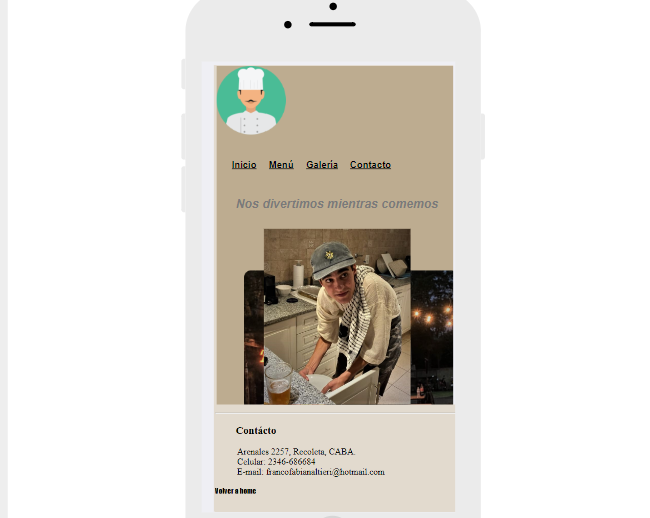 Inicio Menú Galería Contacto
Nos divertimos mientras comemos
Contácto
Arenales 2257, Recoleta, CABA.
Celular: 2346-686684
E-mail: francofabianaltieri@hotmail.com
Volver a home